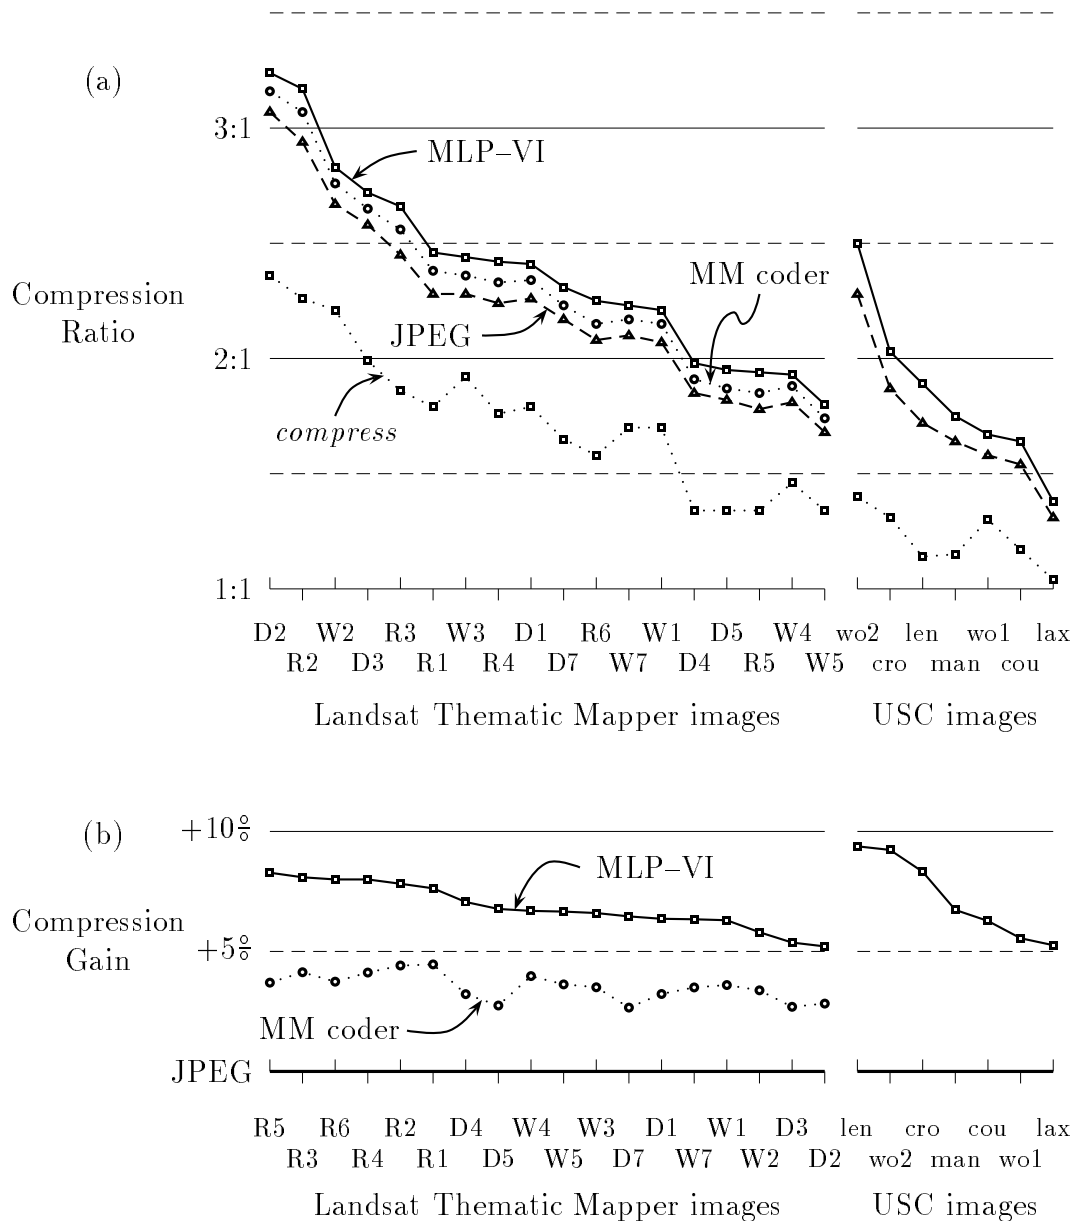 (a)
3:1
MLP–VI
MM coder
Compression
Ratio
JPEG
2:1
compress
1:1
D2 W2 R3 W3 D1 R6 W1 D5 W4 wo2 len wo1 lax
R2 D3 R1 R4 D7 W7 D4 R5 W5 cro man cou
Landsat Thematic Mapper images USC images
(b)
+10%
MLP–VI
Compression
Gain
+5%
MM coder
JPEG
R5 R6 R2 D4 W4 W3 D1 W1 D3 len cro cou lax
R3 R4 R1 D5 W5 D7 W7 W2 D2 wo2 man wo1
Landsat Thematic Mapper images USC images